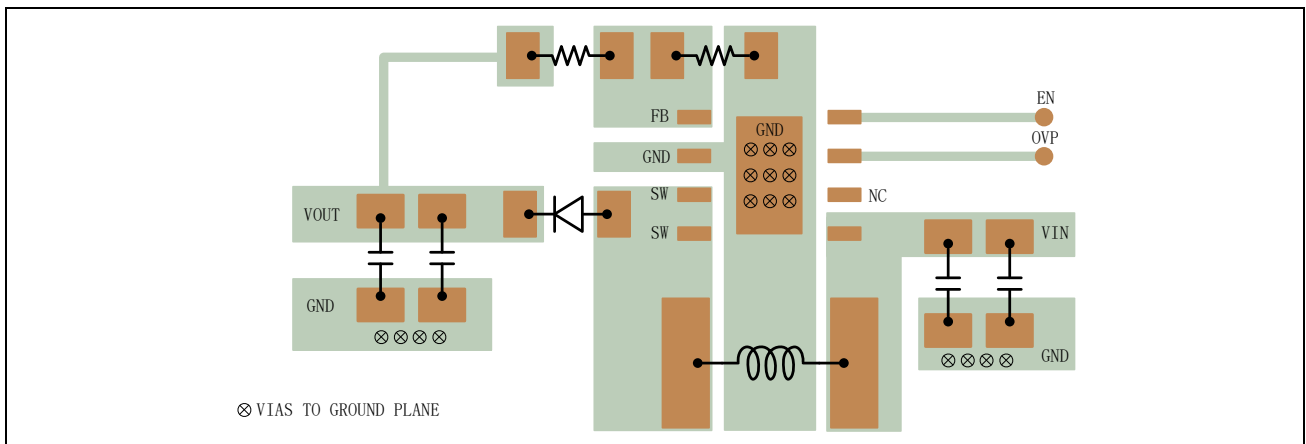 EN
FB
GND
OVP
GND
SW
NC
VOUT
SW
VIN
GND
GND
VIAS TO GROUND PLANE